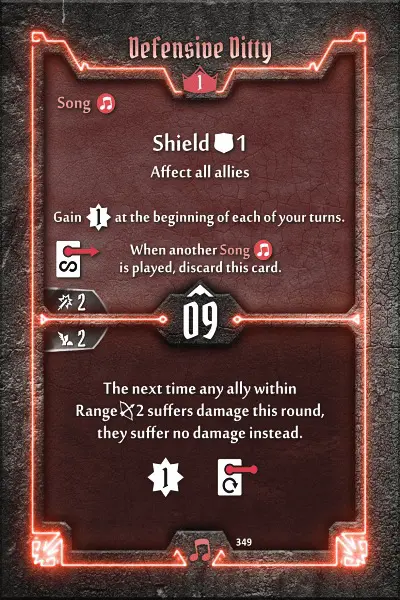 Defensive Ditty
1
Song
Shield 1
Affect all allies
Gain 1 at the beginning of each of your turns.
When another Song
is played, discard this card.
2
09
2
The next time any ally within
Range 2 suffers damage this round,
they suffer no damage instead.
1
349